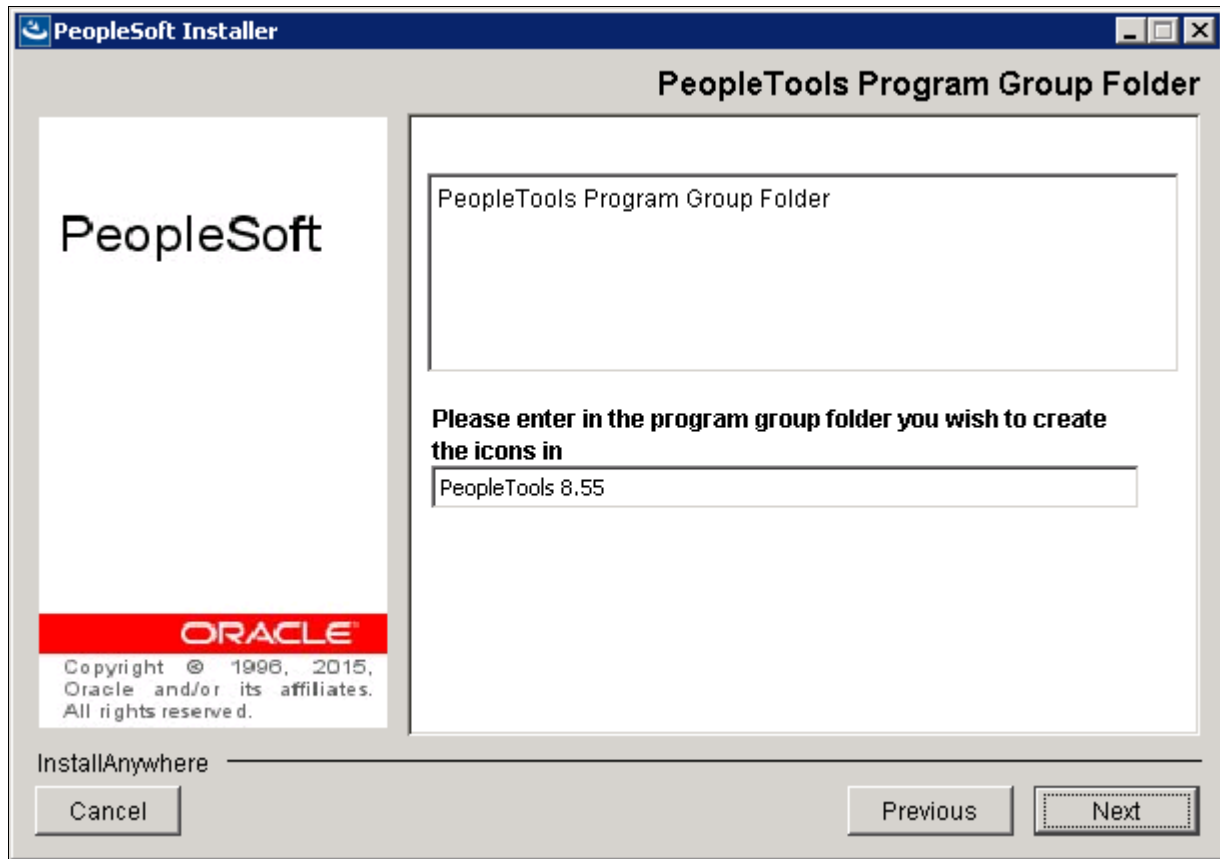 PeopleSoft Installer
PeopleTools Program Group Folder
PeopleSoft
ORACLE
Copyright © 1996, 2015,
Oracle and/or its affiliates.
All rights reserved.
PeopleTools Program Group Folder
Please enter in the program group folder you wish to create
the icons in
PeopleTools 8.55
InstallAnywhere
Cancel
Previous
Next